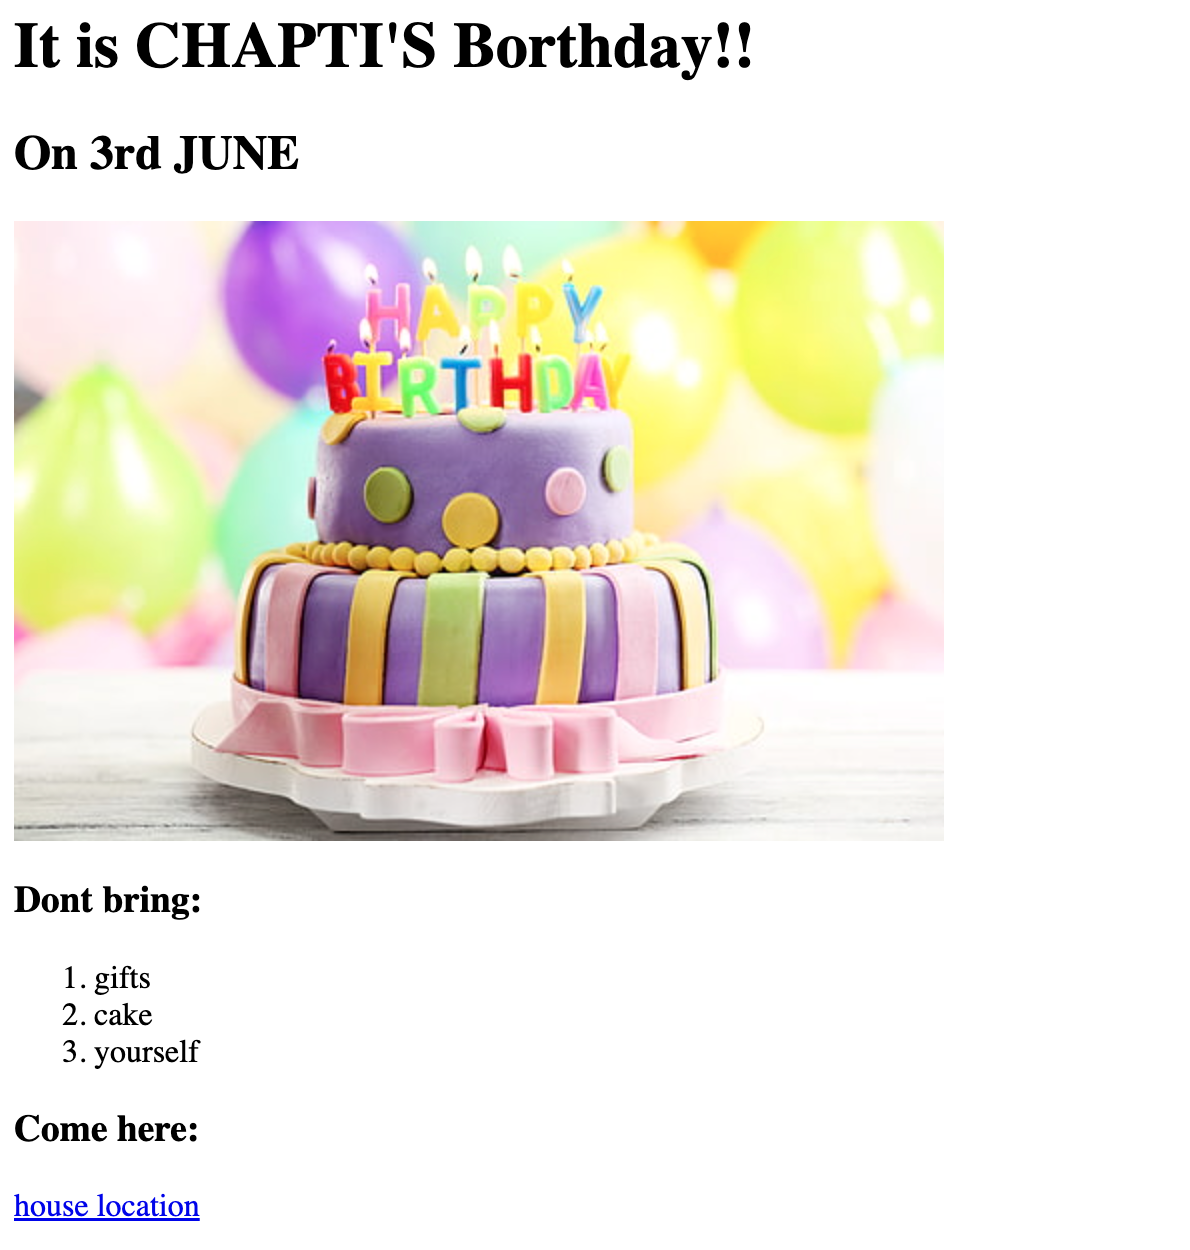 It is CHAPTI'S Borthday!!
On 3rd JUNE
HAPPY
BIRTHDAY
Dont bring:
1. gifts
2. cake
3. yourself
Come here:
house location